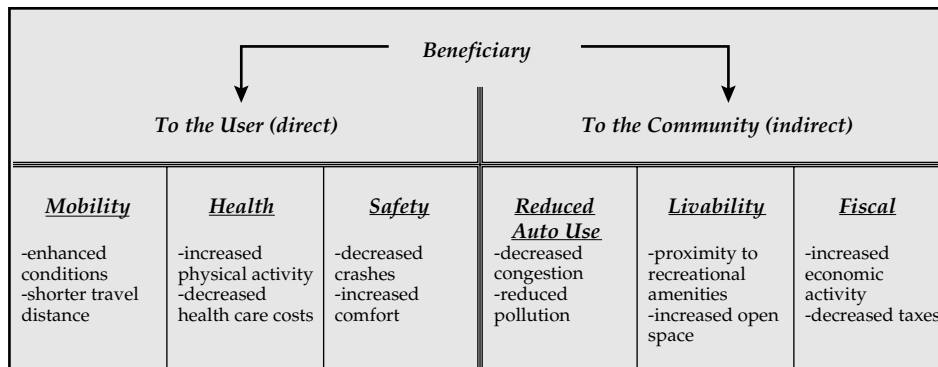 Beneficiary
To the User (direct)
To the Community (indirect)
Mobility
-enhanced
conditions
-shorter travel
distance
Health
-increased
physical activity
-decreased
health care costs
Safety
-decreased
crashes
-increased
comfort
Reduced
Auto Use
-decreased
congestion
-reduced
pollution
Livability
-proximity to
recreational
amenities
-increased open
space
Fiscal
-increased
economic
activity
-decreased taxes